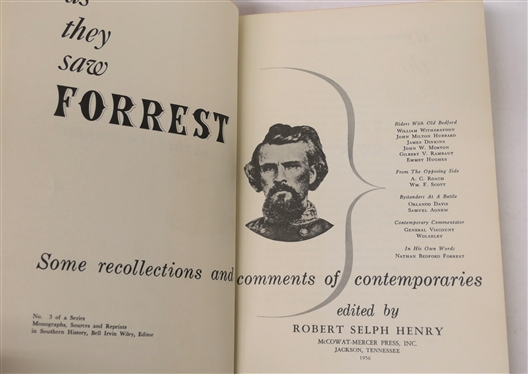 as
they
saw
FORREST
Some recollections and comments of contemporaries
No. 3 of a Series
Monographs, Sources and Reprints
in Southern History, Bell Irvin Wiley, Editor
Riders With Old Bedford
WILLIAM WITHERSPOON
JOHN MILTON HUBBARD
JAMES DINKINS
JOHN W. MORTON
GILBERT V. RAMBAUT
EMMET HUGHES
From The Opposing Side
A. C. ROACH
WM. F. SCOTT
Bystanders At A Battle
ORLANDO DAVIS
SAMUEL AGNEW
Contemporary Commentator
GENERAL VISCOUNT
WOLSELEY
In His Own Words
NATHAN BEDFORD FORREST
edited by
ROBERT SELPH HENRY
McCOWAT-MERCER PRESS, INC.
JACKSON, TENNESSEE
1956